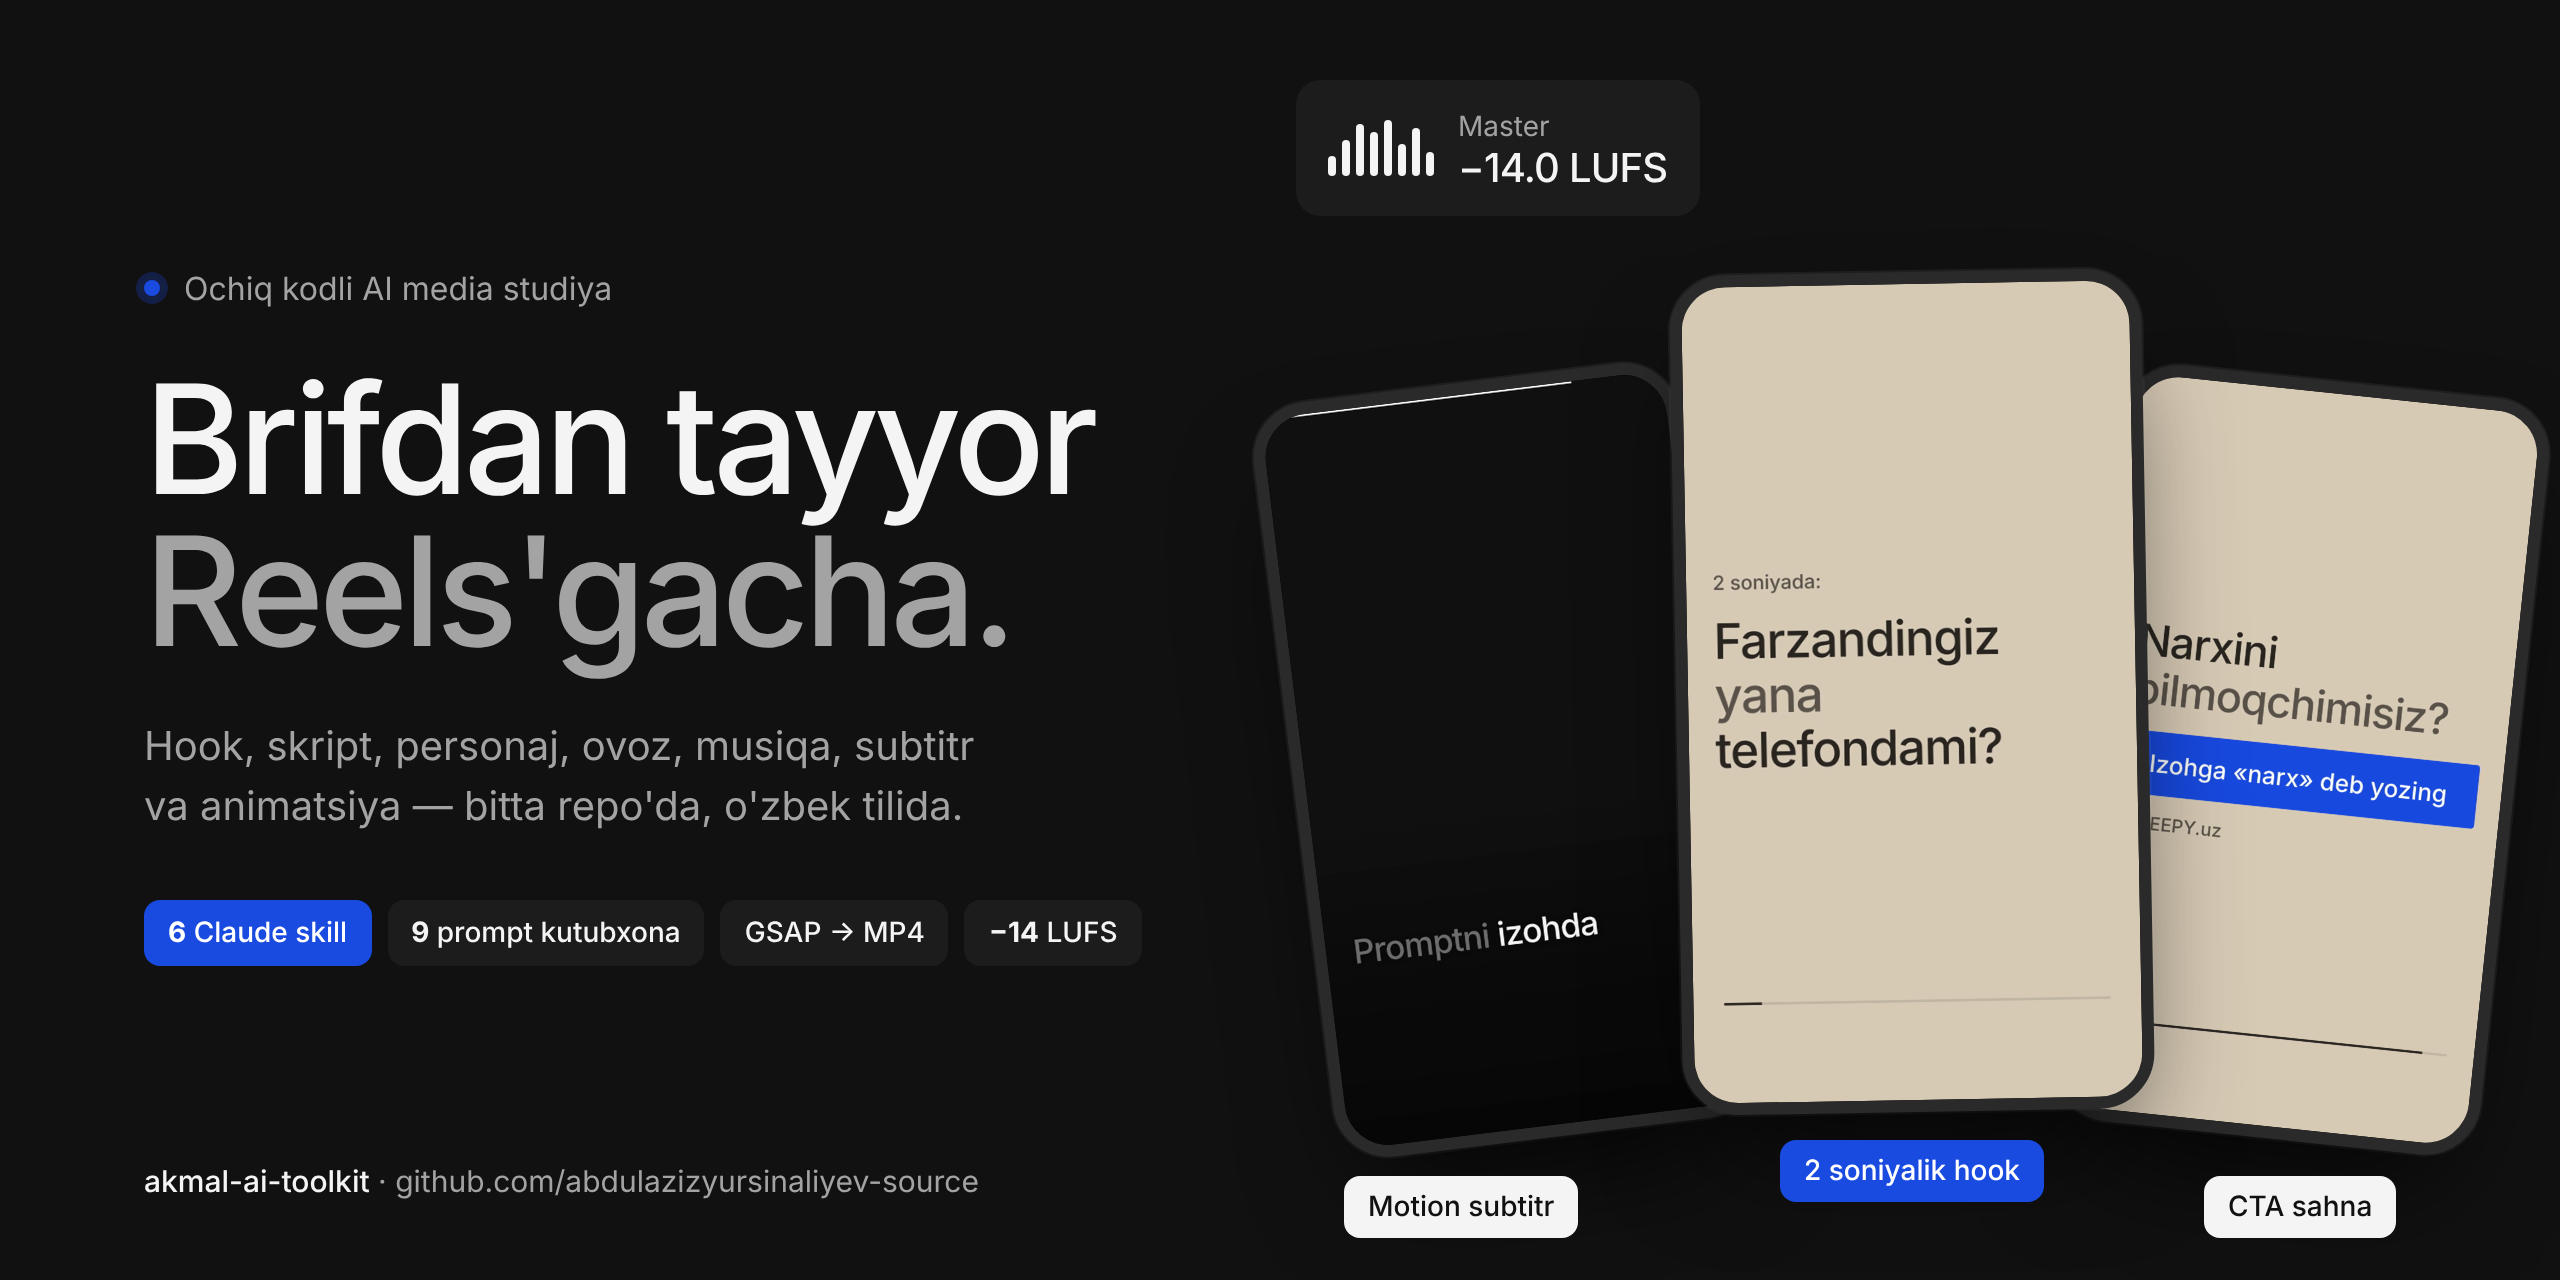 Master
−14.0 LUFS
Ochiq kodli AI media studiya
Brifdan tayyor
Reels'gacha.
Hook, skript, personaj, ovoz, musiqa, subtitr
va animatsiya — bitta repo'da, o'zbek tilida.
6 Claude skill
9 prompt kutubxona
GSAP → MP4
−14 LUFS
akmal-ai-toolkit · github.com/abdulazizyursinaliyev-source
Promptni izohda
Motion subtitr
2 soniyada:
Farzandingiz
yana
telefondami?
2 soniyalik hook
Narxini
bilmoqchimisiz?
Izohga «narx» deb yozing
EEPY.uz
CTA sahna